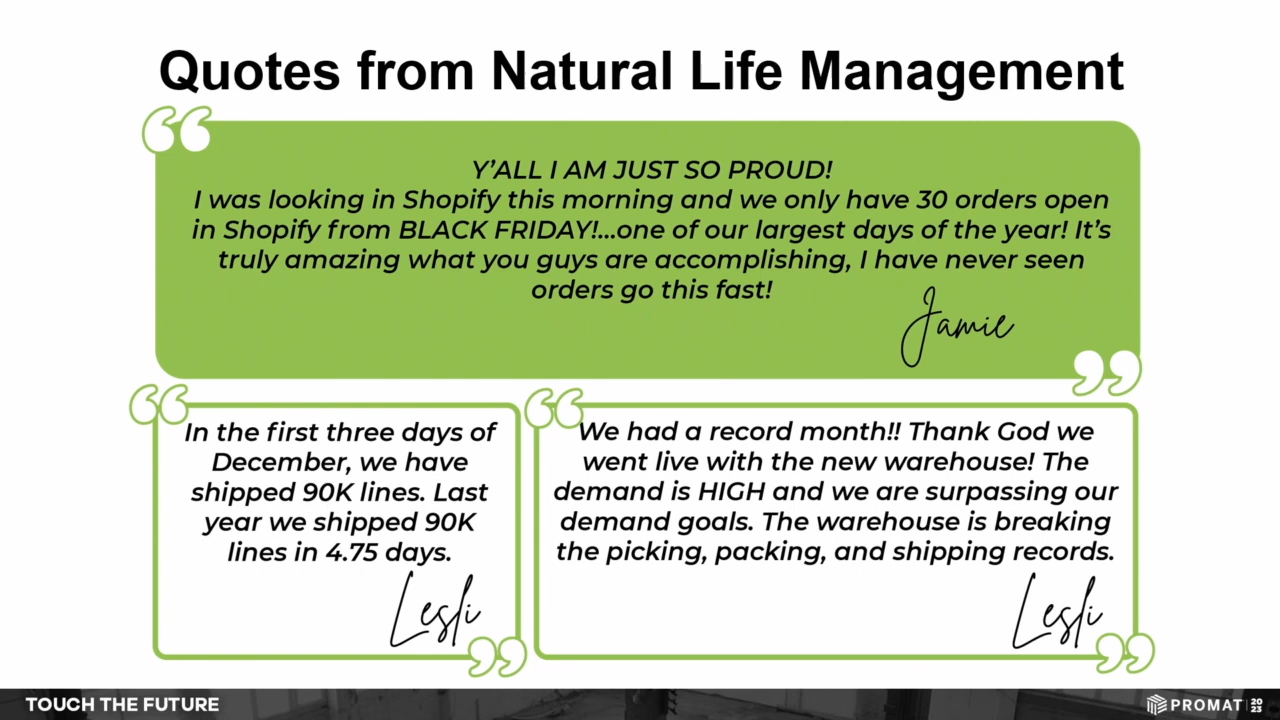 Quotes from Natural Life Management
Y’ALL I AM JUST SO PROUD!
I was looking in Shopify this morning and we only have 30 orders open
in Shopify from BLACK FRIDAY!...one of our largest days of the year! It’s
truly amazing what you guys are accomplishing, I have never seen
orders go this fast!
Jamie
In the first three days of
December, we have
shipped 90K lines. Last
year we shipped 90K
lines in 4.75 days.
Lesli
We had a record month!! Thank God we
went live with the new warehouse! The
demand is HIGH and we are surpassing our
demand goals. The warehouse is breaking
the picking, packing, and shipping records.
Lesli
TOUCH THE FUTURE
PROMAT 2023